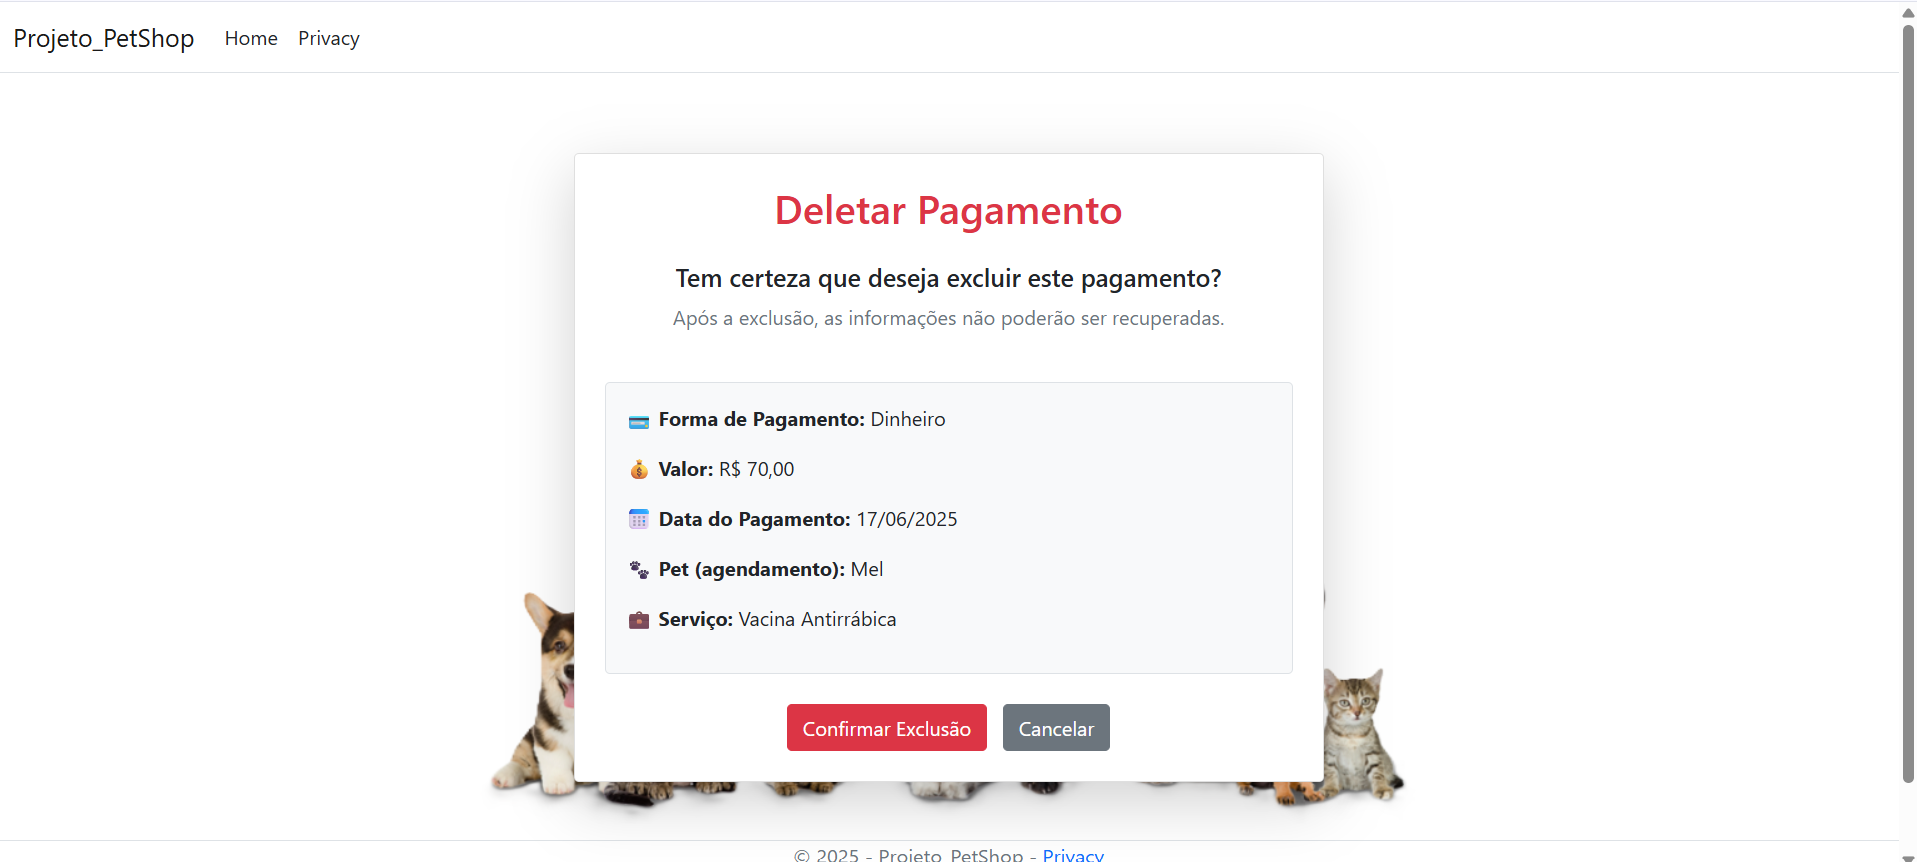 Projeto_PetShop Home Privacy
Deletar Pagamento
Tem certeza que deseja excluir este pagamento?
Após a exclusão, as informações não poderão ser recuperadas.
Forma de Pagamento: Dinheiro
Valor: R$ 70,00
Data do Pagamento: 17/06/2025
Pet (agendamento): Mel
Serviço: Vacina Antirrábica
Confirmar Exclusão Cancelar
© 2025 - Projeto_PetShop - Privacy